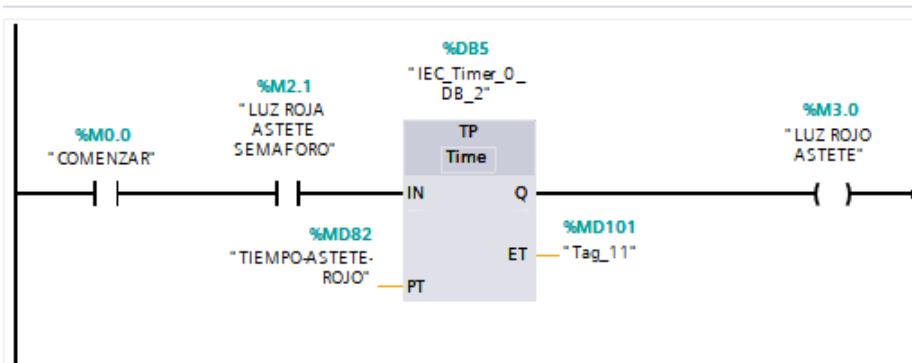 %DB5
"IEC_Timer_0_
DB_2"
%M2.1
"LUZ ROJA
ASTETE
SEMAFORO"
%M0.0
"COMENZAR"
TP
Time
%M3.0
"LUZ ROJO
ASTETE"
IN
Q
%MD82
"TIEMPO-ASTETE-
ROJO"
PT
ET
%MD101
"Tag_11"